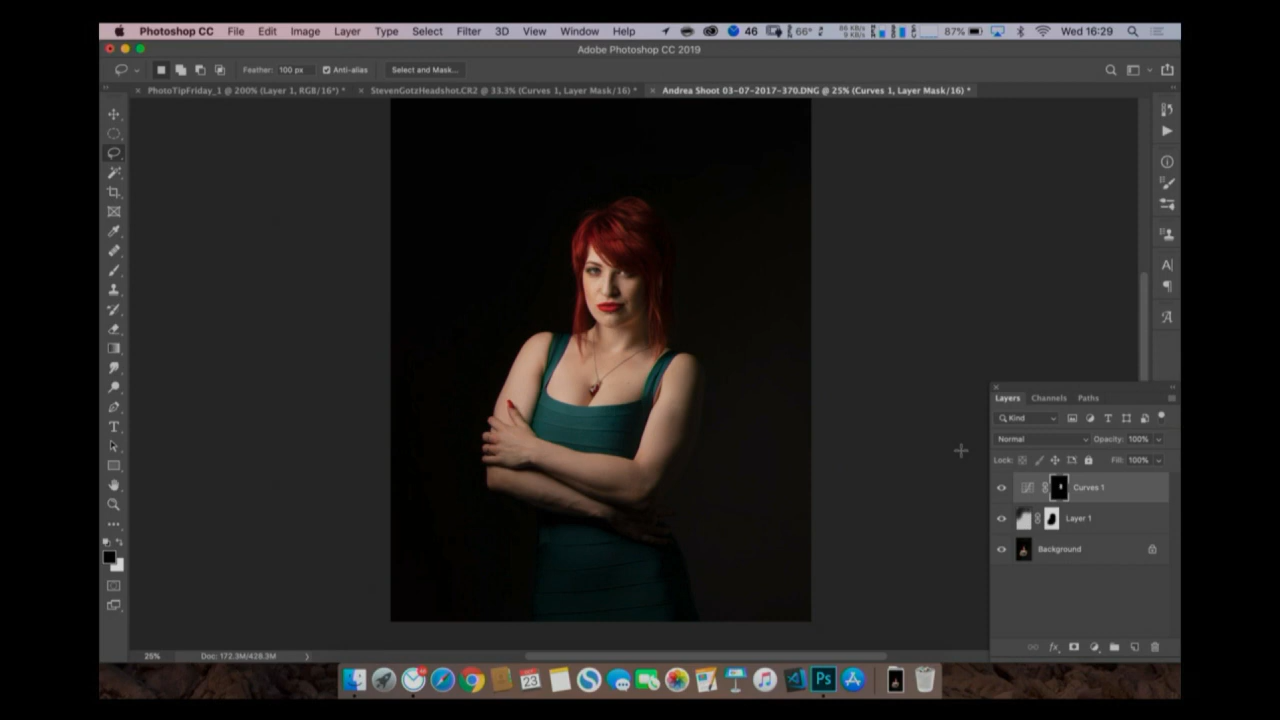 Photoshop CC File Edit Image Layer Type Select Filter 3D View Window Help 46 66° 87% Wed 16:29
Adobe Photoshop CC 2019
Feather: 100 px Anti-alias Select and Mask...
PhotoTipFriday_1 @ 200% (Layer 1, RGB/16*) * StevenGotzHeadshot.CR2 @ 33.3% (Curves 1, Layer Mask/16) * Andrea Shoot 03-07-2017-370.DNG @ 25% (Curves 1, Layer Mask/16) *
Layers Channels Paths
Kind
Normal Opacity: 100%
Lock: Fill: 100%
Curves 1
Layer 1
Background
25% Doc: 172.3M/428.3M
23
Ps